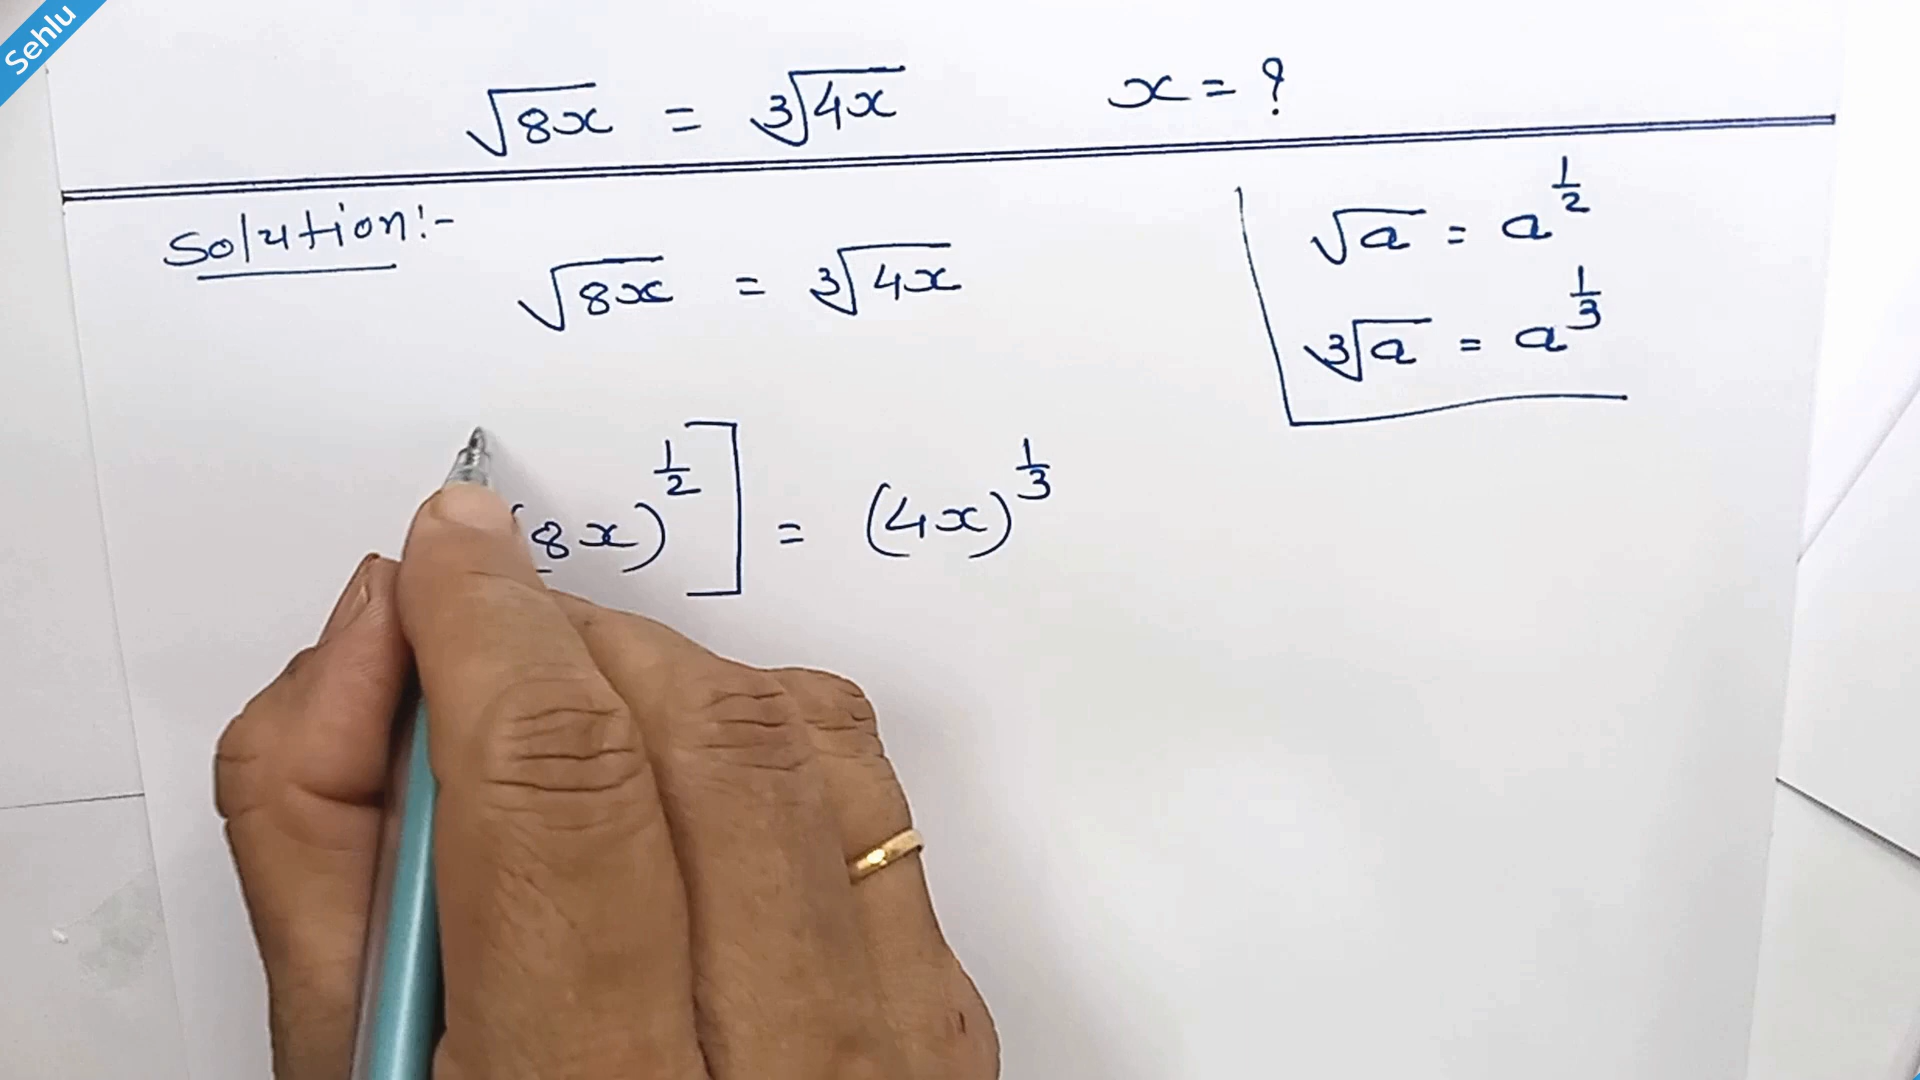 Sehlu
√8x = ∛4x x = ?
Solution:-
√8x = ∛4x
√a = a^(1/2)
∛a = a^(1/3)
(8x)^(1/2)] = (4x)^(1/3)